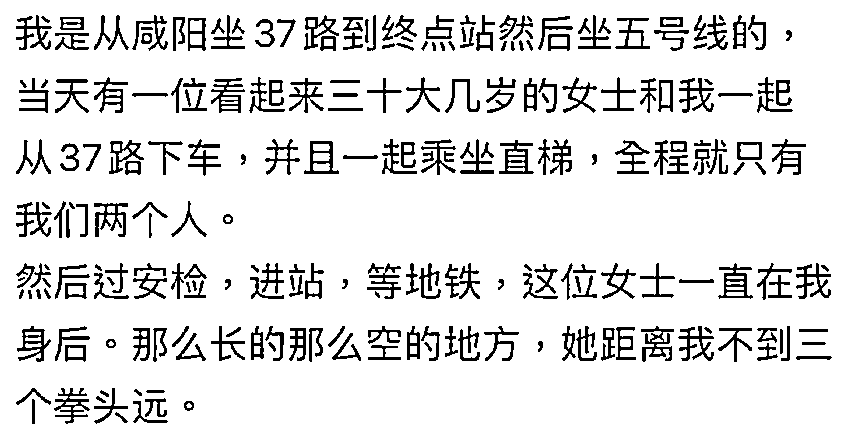 我是从咸阳坐37路到终点站然后坐五号线的，
当天有一位看起来三十大几岁的女士和我一起
从37路下车，并且一起乘坐直梯，全程就只有
我们两个人。
然后过安检，进站，等地铁，这位女士一直在我
身后。那么长的那么空的地方，她距离我不到三
个拳头远。